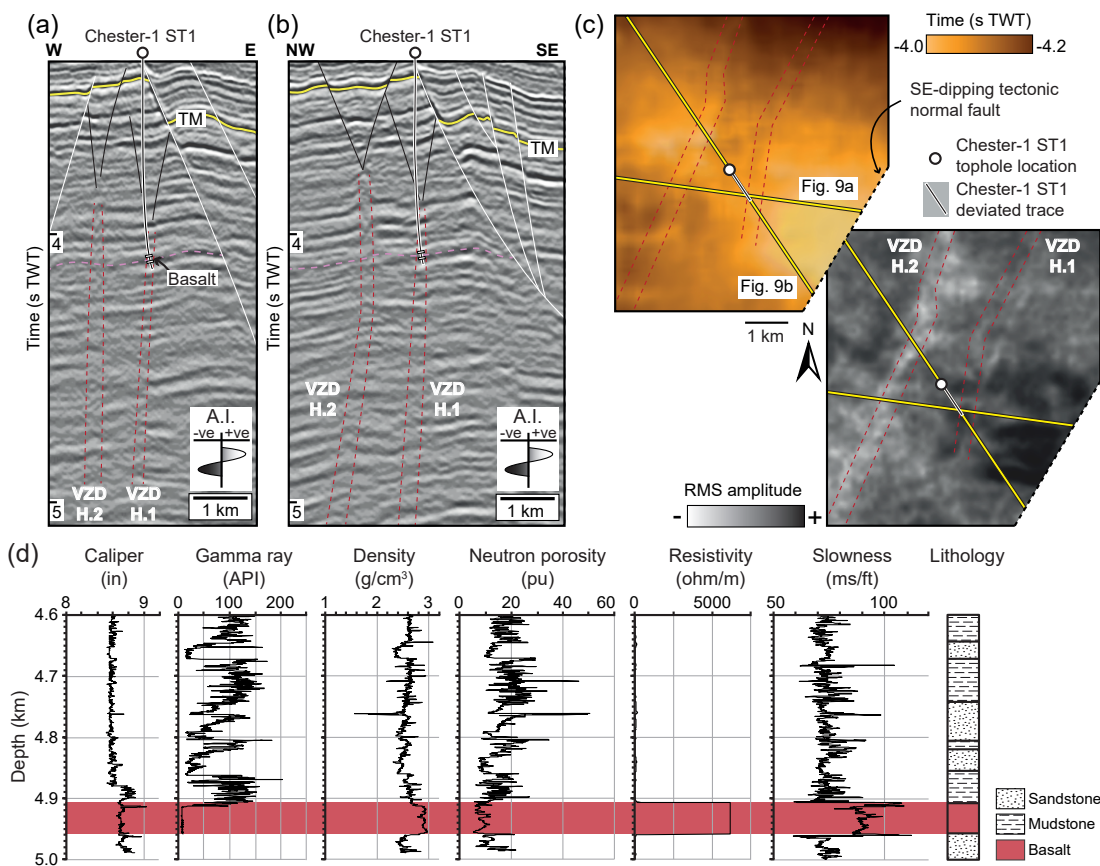 (a)
Chester-1 ST1
W
E
TM
4
Basalt
Time (s TWT)
A.I.
-ve +ve
VZD H.2
VZD H.1
1 km
5
(b)
Chester-1 ST1
NW
SE
TM
4
Time (s TWT)
VZD H.2
VZD H.1
A.I.
-ve +ve
1 km
5
(c)
Time (s TWT)
-4.0
-4.2
SE-dipping tectonic
normal fault
Chester-1 ST1
tophole location
Chester-1 ST1
deviated trace
Fig. 9a
Fig. 9b
1 km
N
VZD H.2
VZD H.1
RMS amplitude
- +
(d)
Caliper (in)
Gamma ray (API)
Density (g/cm³)
Neutron porosity (pu)
Resistivity (ohm/m)
Slowness (ms/ft)
Lithology
8 9
0 100 200
1 2 3
0 20 40 60
0 5000
50 100
Depth (km)
4.6
4.7
4.8
4.9
5.0
Sandstone
Mudstone
Basalt